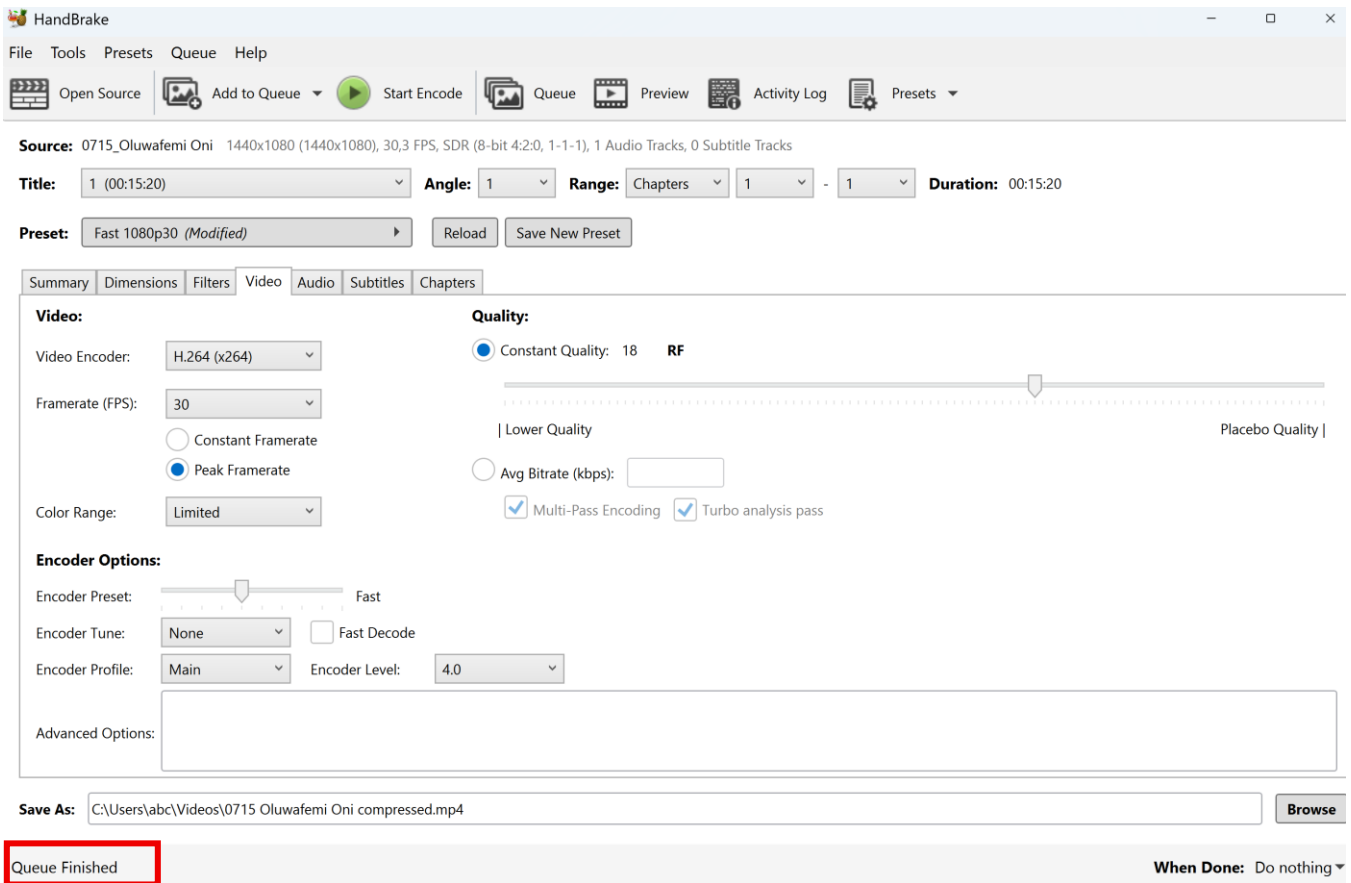 HandBrake
File Tools Presets Queue Help
Open Source Add to Queue Start Encode Queue Preview Activity Log Presets
Source: 0715_Oluwafemi Oni 1440x1080 (1440x1080), 30,3 FPS, SDR (8-bit 4:2:0, 1-1-1), 1 Audio Tracks, 0 Subtitle Tracks
Title: 1 (00:15:20) Angle: 1 Range: Chapters 1 - 1 Duration: 00:15:20
Preset: Fast 1080p30 (Modified) Reload Save New Preset
Summary Dimensions Filters Video Audio Subtitles Chapters
Video: Quality:
Video Encoder: H.264 (x264) Constant Quality: 18 RF
Framerate (FPS): 30
| Lower Quality Placebo Quality |
Constant Framerate
Peak Framerate Avg Bitrate (kbps):
Color Range: Limited Multi-Pass Encoding Turbo analysis pass
Encoder Options:
Encoder Preset: Fast
Encoder Tune: None Fast Decode
Encoder Profile: Main Encoder Level: 4.0
Advanced Options:
Save As: C:\Users\abc\Videos\0715 Oluwafemi Oni compressed.mp4 Browse
Queue Finished When Done: Do nothing